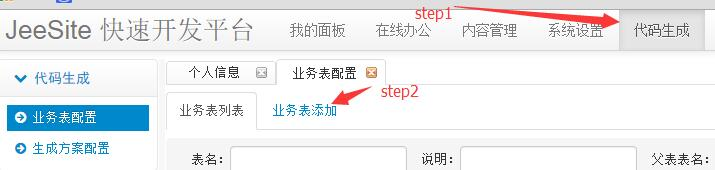 step1
JeeSite 快速开发平台 我的面板 在线办公 内容管理 系统设置 代码生成
代码生成 个人信息 业务表配置
step2
业务表配置 业务表列表 业务表添加
生成方案配置 表名： 说明： 父表表名：